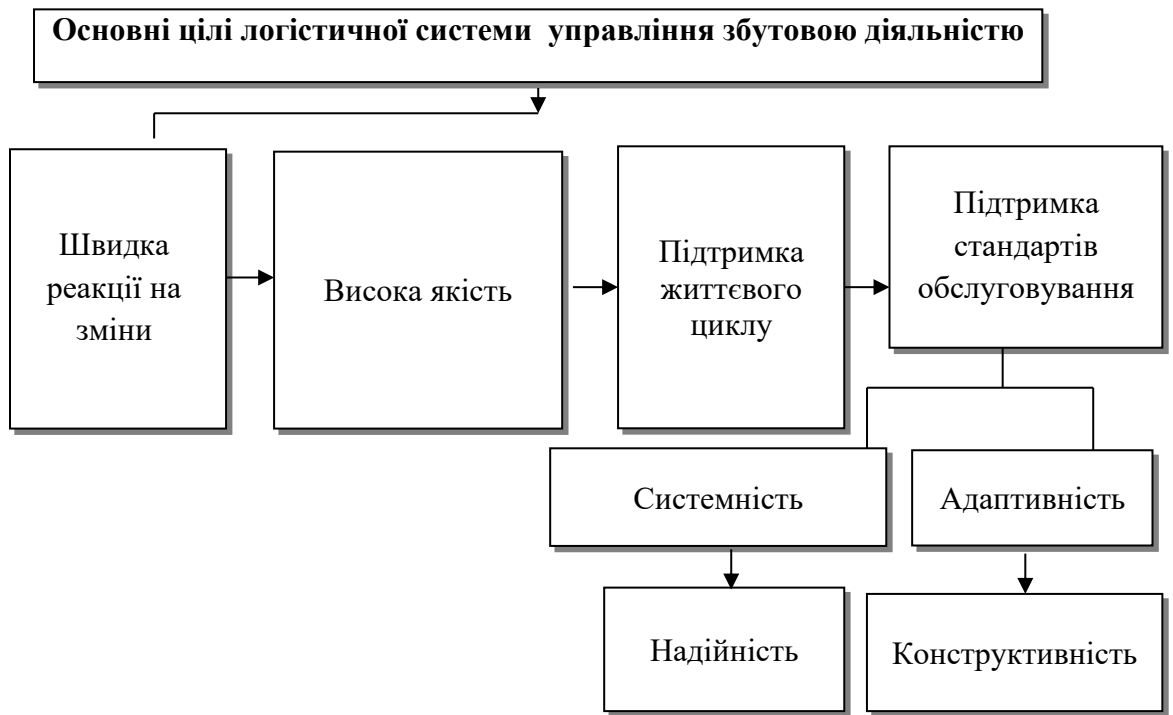 Основні цілі логістичної системи управління збутовою діяльністю
Швидка
реакції на
зміни
Висока якість
Підтримка
життєвого
циклу
Підтримка
стандартів
обслуговування
Системність
Адаптивність
Надійність
Конструктивність